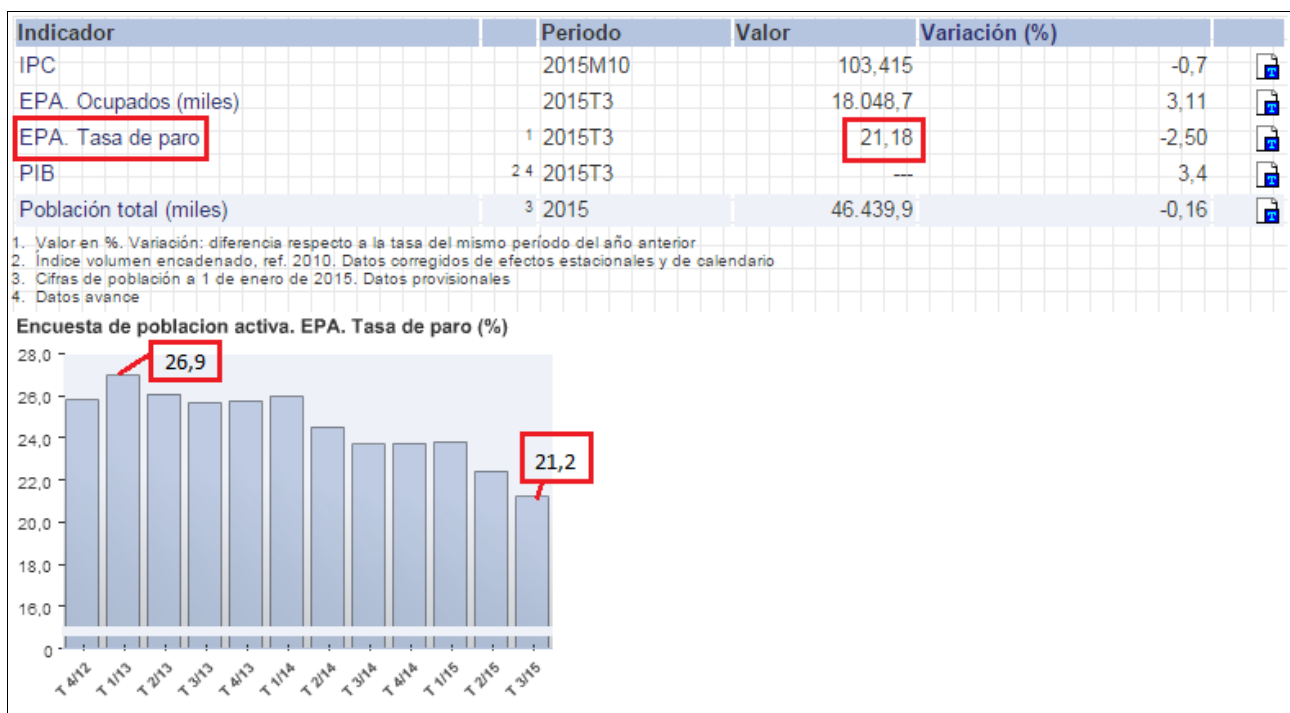 Indicador Periodo Valor Variación (%)
IPC 2015M10 103,415 -0,7
EPA. Ocupados (miles) 2015T3 18.048,7 3,11
EPA. Tasa de paro 1 2015T3 21,18 -2,50
PIB 2 4 2015T3 --- 3,4
Población total (miles) 3 2015 46.439,9 -0,16
1. Valor en %. Variación: diferencia respecto a la tasa del mismo período del año anterior
2. Índice volumen encadenado, ref. 2010. Datos corregidos de efectos estacionales y de calendario
3. Cifras de población a 1 de enero de 2015. Datos provisionales
4. Datos avance
Encuesta de poblacion activa. EPA. Tasa de paro (%)
28,0
26,9
26,0
24,0
21,2
22,0
20,0
18,0
16,0
0
T 4/12 T 1/13 T 2/13 T 3/13 T 4/13 T 1/14 T 2/14 T 3/14 T 4/14 T 1/15 T 2/15 T 3/15